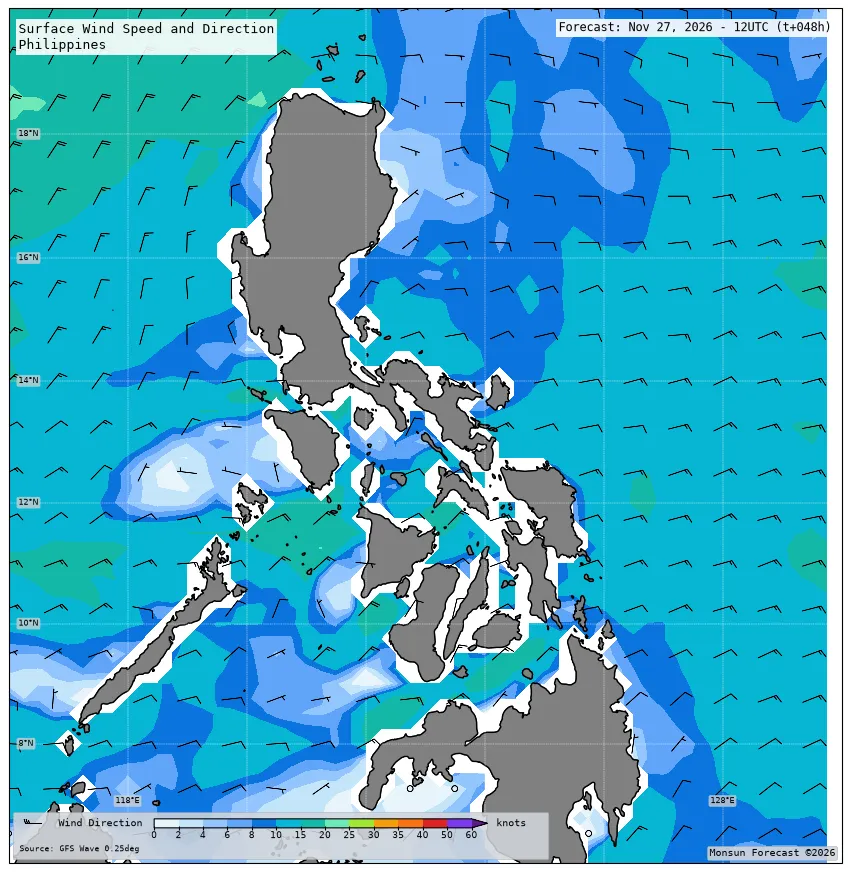 Surface Wind Speed and Direction
Philippines
Forecast: Nov 27, 2026 - 12UTC (t+048h)
18°N
16°N
14°N
12°N
10°N
8°N
118°E
128°E
Wind Direction
0 2 4 6 8 10 15 20 25 30 35 40 50 60
knots
Source: GFS Wave 0.25deg
Monsun Forecast ©2026